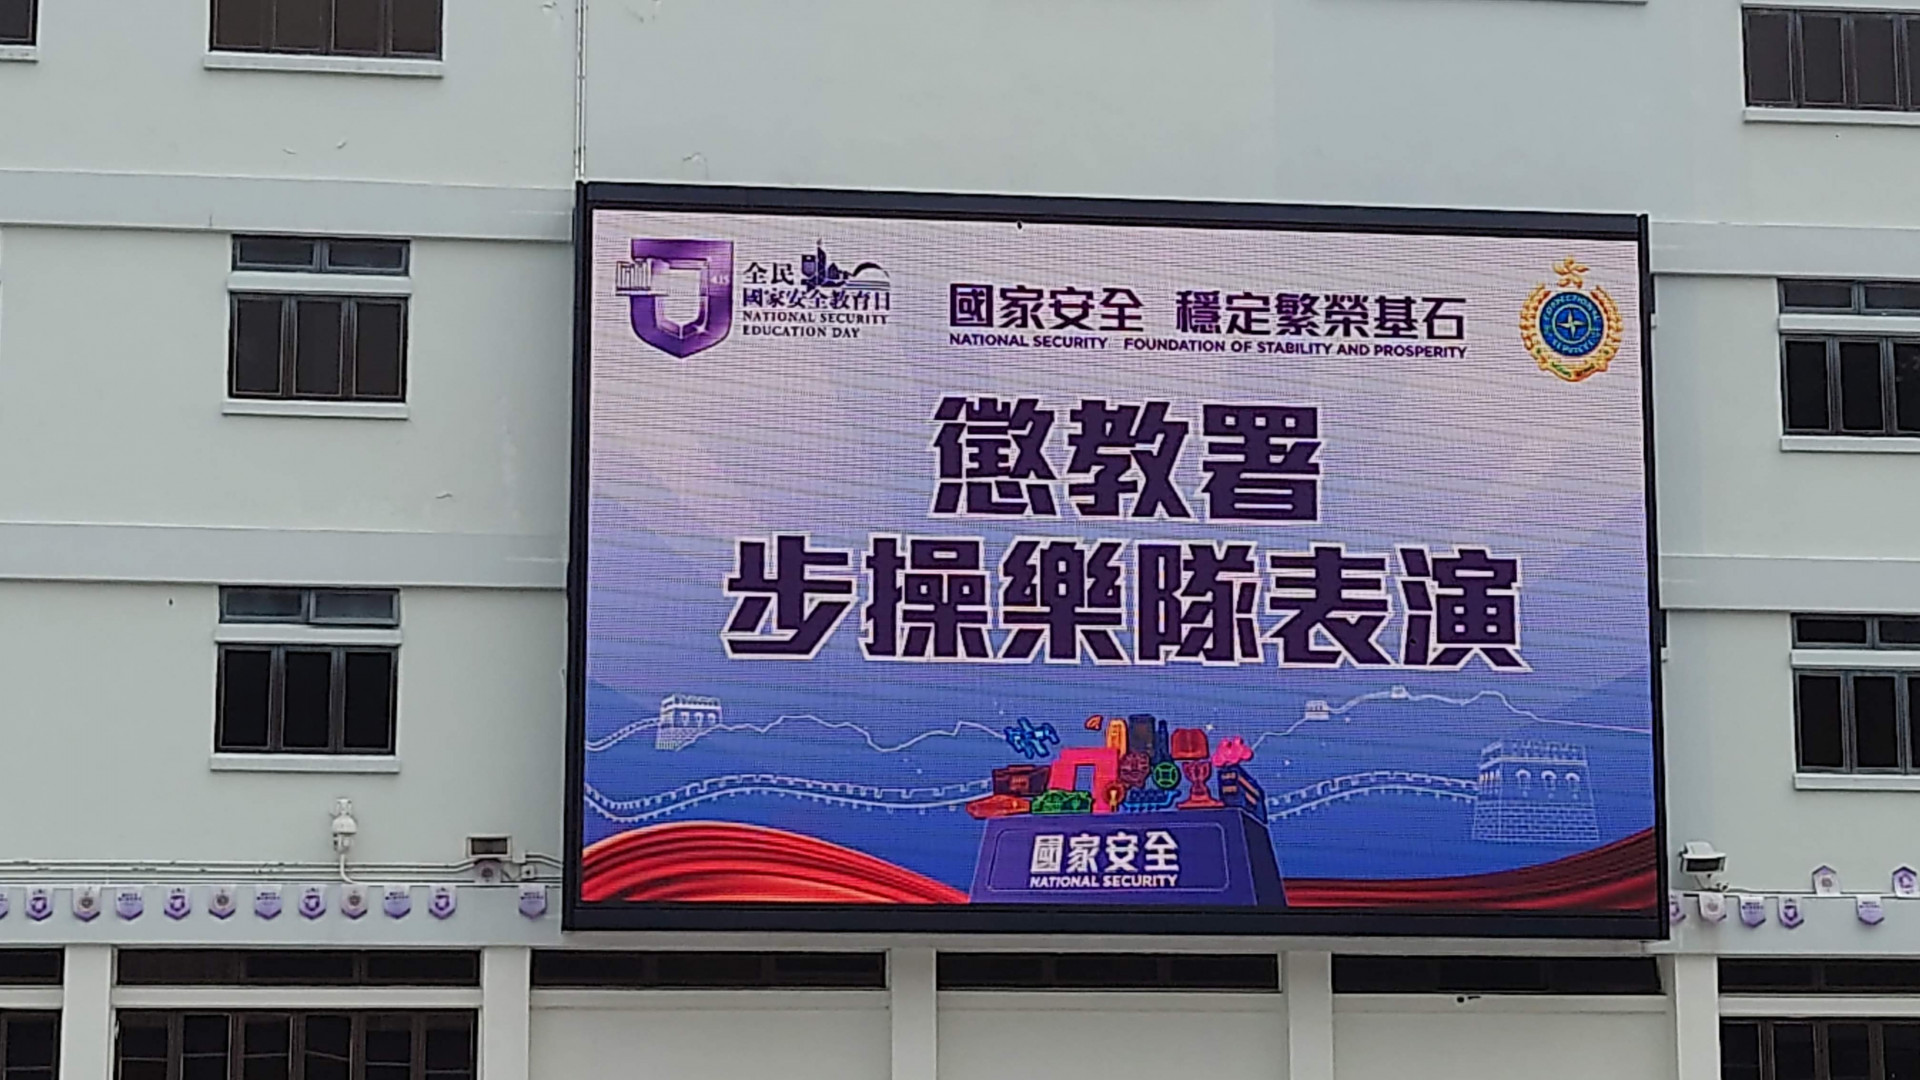 全民
國家安全教育日
NATIONAL SECURITY
EDUCATION DAY
415
國家安全 穩定繁榮基石
NATIONAL SECURITY FOUNDATION OF STABILITY AND PROSPERITY
懲教署
步操樂隊表演
國家安全
NATIONAL SECURITY